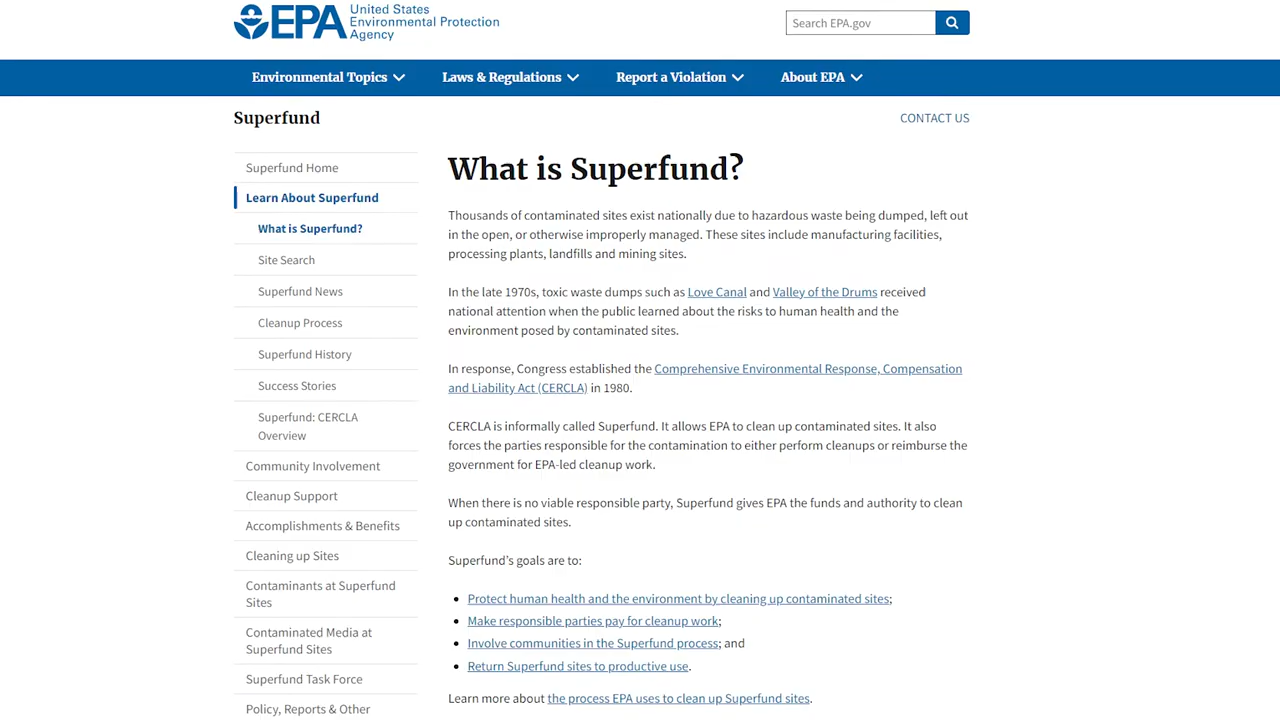 EPA United States
Environmental Protection
Agency
Search EPA.gov
Environmental Topics
Laws & Regulations
Report a Violation
About EPA
Superfund
CONTACT US
Superfund Home
Learn About Superfund
What is Superfund?
Site Search
Superfund News
Cleanup Process
Superfund History
Success Stories
Superfund: CERCLA
Overview
Community Involvement
Cleanup Support
Accomplishments & Benefits
Cleaning up Sites
Contaminants at Superfund
Sites
Contaminated Media at
Superfund Sites
Superfund Task Force
Policy, Reports & Other
What is Superfund?
Thousands of contaminated sites exist nationally due to hazardous waste being dumped, left out
in the open, or otherwise improperly managed. These sites include manufacturing facilities,
processing plants, landfills and mining sites.
In the late 1970s, toxic waste dumps such as Love Canal and Valley of the Drums received
national attention when the public learned about the risks to human health and the
environment posed by contaminated sites.
In response, Congress established the Comprehensive Environmental Response, Compensation
and Liability Act (CERCLA) in 1980.
CERCLA is informally called Superfund. It allows EPA to clean up contaminated sites. It also
forces the parties responsible for the contamination to either perform cleanups or reimburse the
government for EPA-led cleanup work.
When there is no viable responsible party, Superfund gives EPA the funds and authority to clean
up contaminated sites.
Superfund's goals are to:
• Protect human health and the environment by cleaning up contaminated sites;
• Make responsible parties pay for cleanup work;
• Involve communities in the Superfund process; and
• Return Superfund sites to productive use.
Learn more about the process EPA uses to clean up Superfund sites.